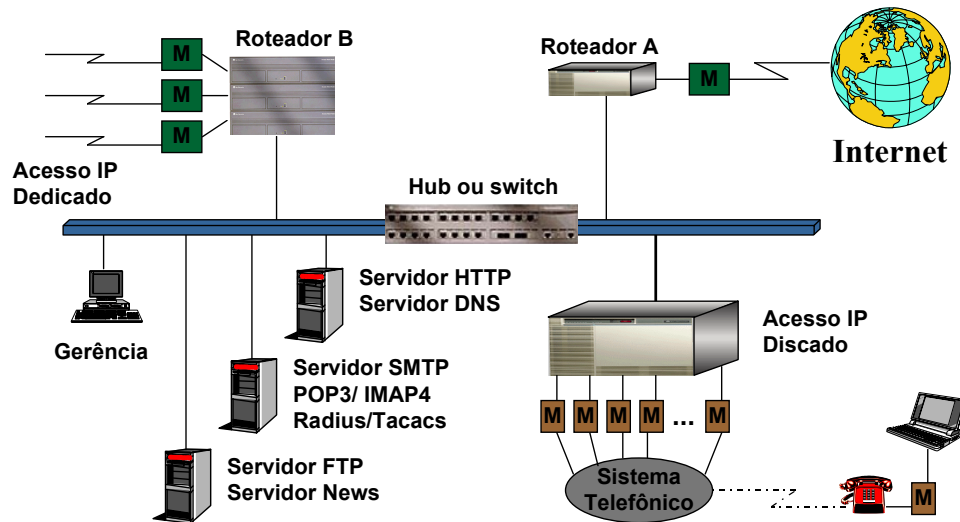 Roteador B
Roteador A
M
M
M
M
Internet
Acesso IP
Dedicado
Hub ou switch
Gerência
Servidor HTTP
Servidor DNS
Acesso IP
Discado
Servidor SMTP
POP3/ IMAP4
Radius/Tacacs
M M M M ... M
Servidor FTP
Servidor News
Sistema
Telefônico
M